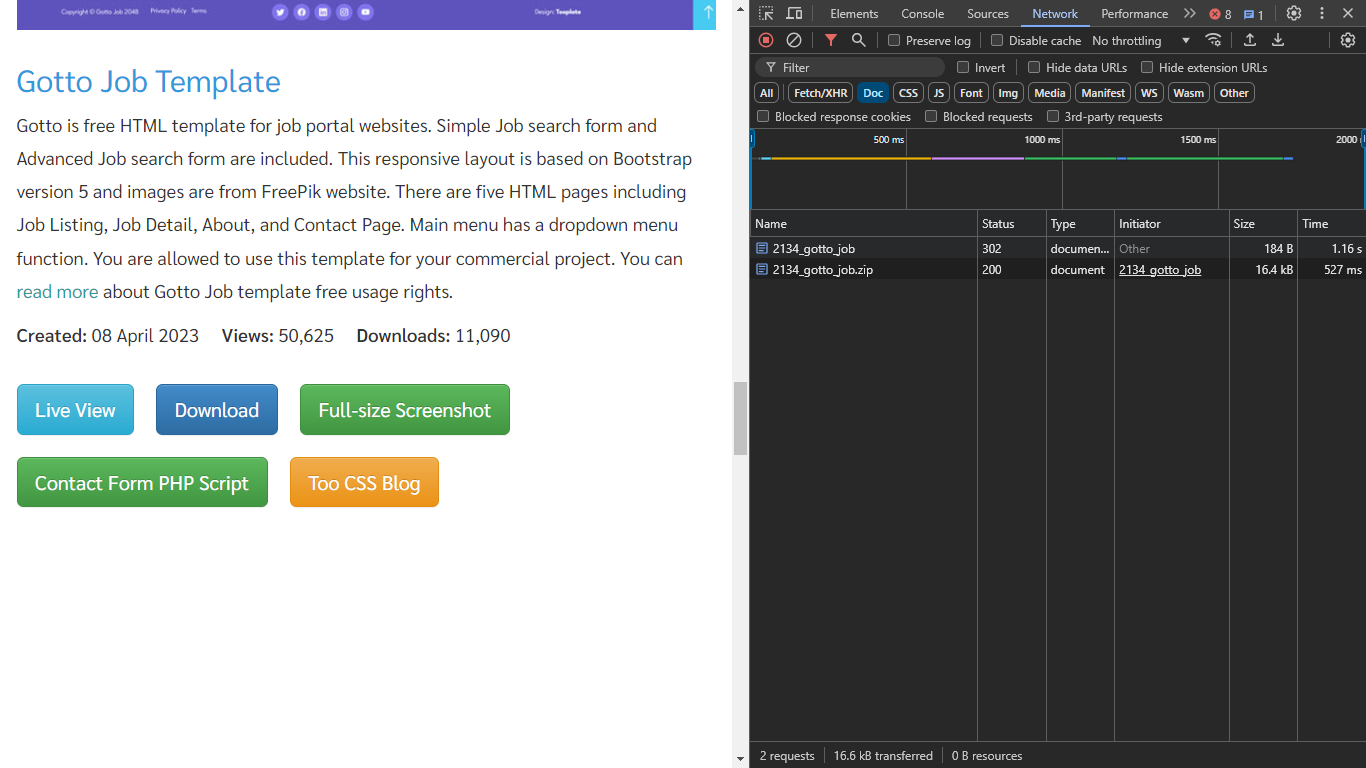 Copyright © Gotto Job 2048 Privacy Policy Terms Design: Tooplate
Gotto Job Template
Gotto is free HTML template for job portal websites. Simple Job search form and
Advanced Job search form are included. This responsive layout is based on Bootstrap
version 5 and images are from FreePik website. There are five HTML pages including
Job Listing, Job Detail, About, and Contact Page. Main menu has a dropdown menu
function. You are allowed to use this template for your commercial project. You can
read more about Gotto Job template free usage rights.
Created: 08 April 2023 Views: 50,625 Downloads: 11,090
Live View Download Full-size Screenshot
Contact Form PHP Script Too CSS Blog
Elements Console Sources Network Performance 8 1
Preserve log Disable cache No throttling
Filter Invert Hide data URLs Hide extension URLs
All Fetch/XHR Doc CSS JS Font Img Media Manifest WS Wasm Other
Blocked response cookies Blocked requests 3rd-party requests
500 ms 1000 ms 1500 ms 2000
Name Status Type Initiator Size Time
2134_gotto_job 302 documen... Other 184 B 1.16 s
2134_gotto_job.zip 200 document 2134_gotto_job 16.4 kB 527 ms
2 requests 16.6 kB transferred 0 B resources